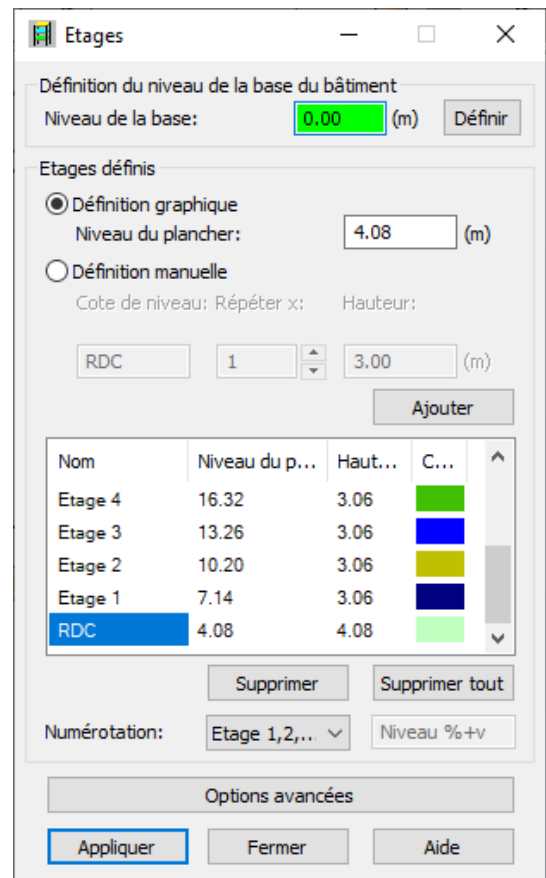 Etages
Définition du niveau de la base du bâtiment
Niveau de la base: 0.00 (m) Définir
Etages définis
Définition graphique
Niveau du plancher: 4.08 (m)
Définition manuelle
Cote de niveau: Répéter x: Hauteur:
RDC 1 3.00 (m)
Ajouter
Nom Niveau du p... Haut... C...
Etage 4 16.32 3.06
Etage 3 13.26 3.06
Etage 2 10.20 3.06
Etage 1 7.14 3.06
RDC 4.08 4.08
Supprimer Supprimer tout
Numérotation: Etage 1,2,... Niveau %+v
Options avancées
Appliquer Fermer Aide